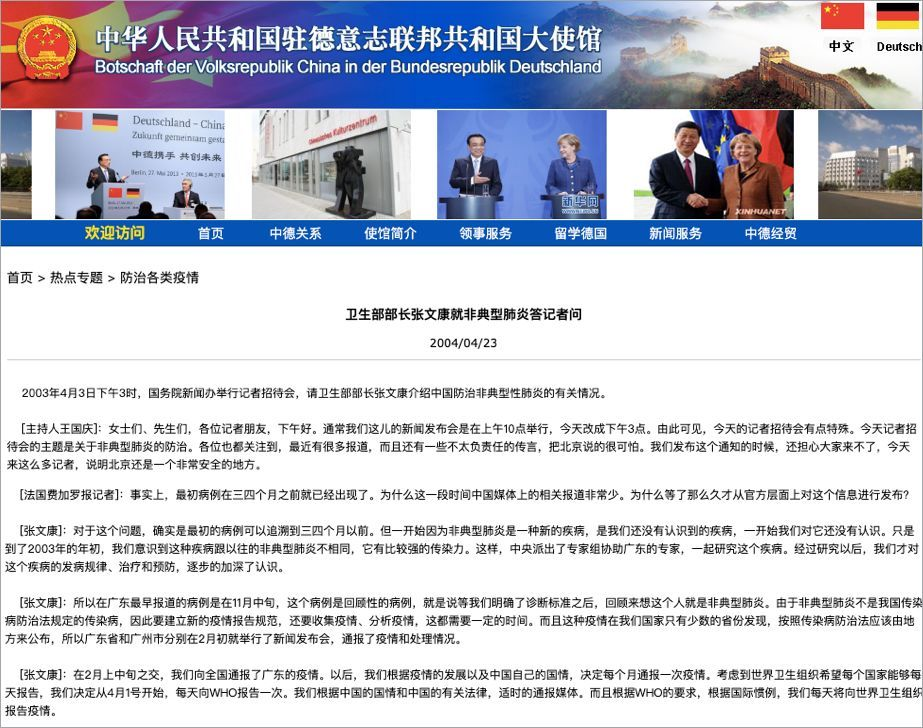 中华人民共和国驻德意志联邦共和国大使馆
Botschaft der Volksrepublik China in der Bundesrepublik Deutschland
中文
Deutsch
Deutschland – China
Zukunft gemeinsam gesta
中德携手 共创未来
Berlin, 27. Mai 2013
Chinesisches Kulturzentrum
新华网
XINHUANET
欢迎访问 首页 中德关系 使馆简介 领事服务 留学德国 新闻服务 中德经贸
首页 > 热点专题 > 防治各类疫情
卫生部部长张文康就非典型肺炎答记者问
2004/04/23
2003年4月3日下午3时，国务院新闻办举行记者招待会，请卫生部部长张文康介绍中国防治非典型性肺炎的有关情况。
[主持人王国庆]：女士们、先生们，各位记者朋友，下午好。通常我们这儿的新闻发布会是在上午10点举行，今天改成下午3点。由此可见，今天的记者招待会有点特殊。今天记者招
待会的主题是关于非典型肺炎的防治。各位也都关注到，最近有很多报道，而且还有一些不太负责任的传言，把北京说的很可怕。我们发布这个通知的时候，还担心大家来不了，今天
来这么多记者，说明北京还是一个非常安全的地方。
[法国费加罗报记者]：事实上，最初病例在三四个月之前就已经出现了。为什么这一段时间中国媒体上的相关报道非常少。为什么等了那么久才从官方层面上对这个信息进行发布？
[张文康]：对于这个问题，确实是最初的病例可以追溯到三四个月以前。但一开始因为非典型肺炎是一种新的疾病，是我们还没有认识到的疾病，一开始我们对它还没有认识。只是
到了2003年的年初，我们意识到这种疾病跟以往的非典型肺炎不相同，它有比较强的传染力。这样，中央派出了专家组协助广东的专家，一起研究这个疾病。经过研究以后，我们才对
这个疾病的发病规律、治疗和预防，逐步的加深了认识。
[张文康]：所以在广东最早报道的病例是在11月中旬，这个病例是回顾性的病例，就是说等我们明确了诊断标准之后，回顾来想这个人就是非典型肺炎。由于非典型肺炎不是我国传染
病防治法规定的传染病，因此要建立新的疫情报告规范，还要收集疫情、分析疫情，这都需要一定的时间。而且这种疫情在我们国家只有少数的省份发现，按照传染病防治法应该由地
方来公布，所以广东省和广州市分别在2月初就举行了新闻发布会，通报了疫情和处理情况。
[张文康]：在2月上中旬之交，我们向全国通报了广东的疫情。以后，我们根据疫情的发展以及中国自己的国情，决定每个月通报一次疫情。考虑到世界卫生组织希望每个国家能够每
天报告，我们决定从4月1号开始，每天向WHO报告一次。我们根据中国的国情和中国的有关法律，适时的通报媒体。而且根据WHO的要求，根据国际惯例，我们每天将向世界卫生组织
报告疫情。